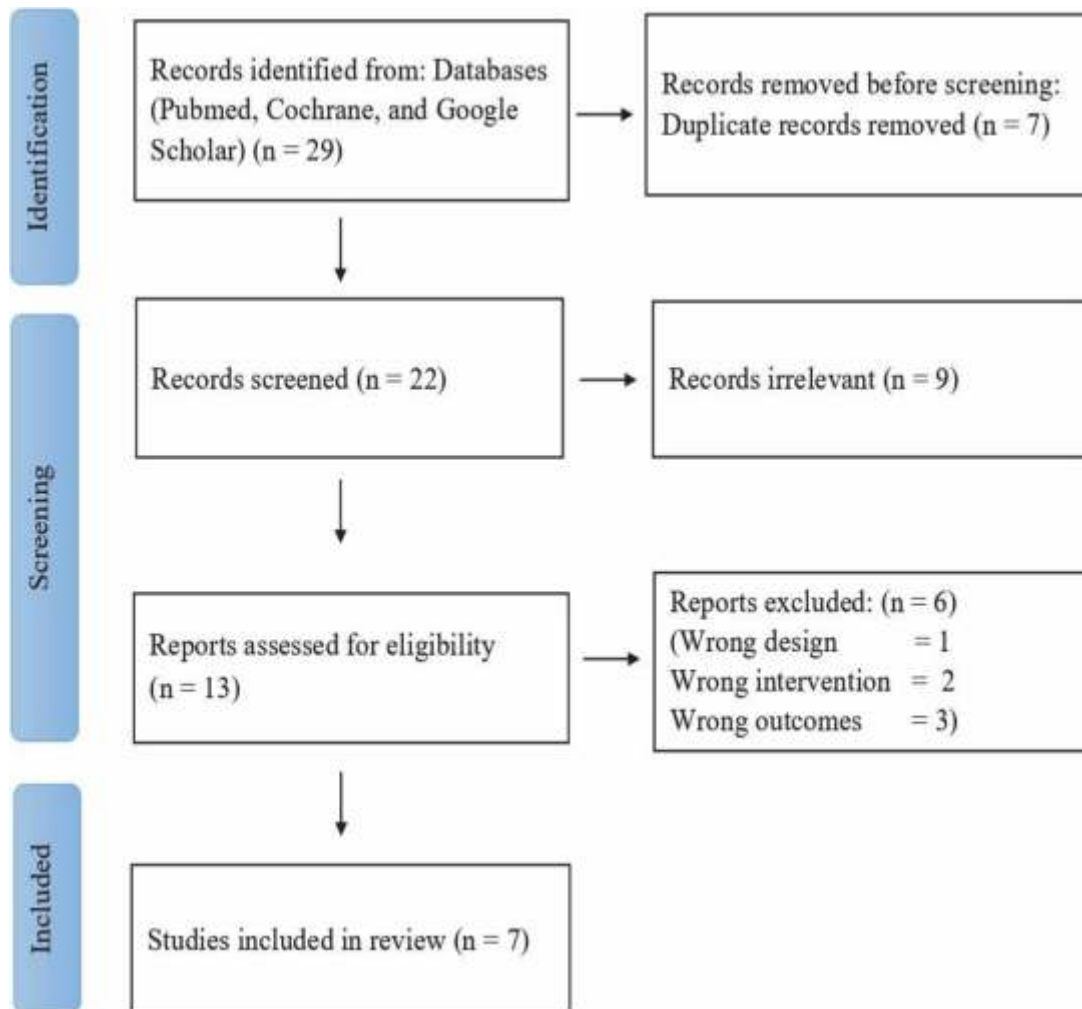 Identification
Records identified from: Databases
(Pubmed, Cochrane, and Google
Scholar) (n = 29)
Records removed before screening:
Duplicate records removed (n = 7)
Screening
Records screened (n = 22)
Records irrelevant (n = 9)
Reports assessed for eligibility
(n = 13)
Reports excluded: (n = 6)
(Wrong design = 1
Wrong intervention = 2
Wrong outcomes = 3)
Included
Studies included in review (n = 7)